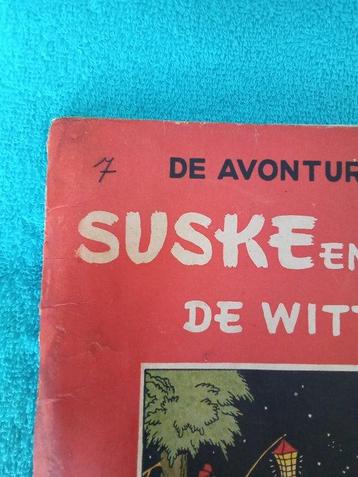 7
DE AVONTUR
SUSKE EN
DE WITT